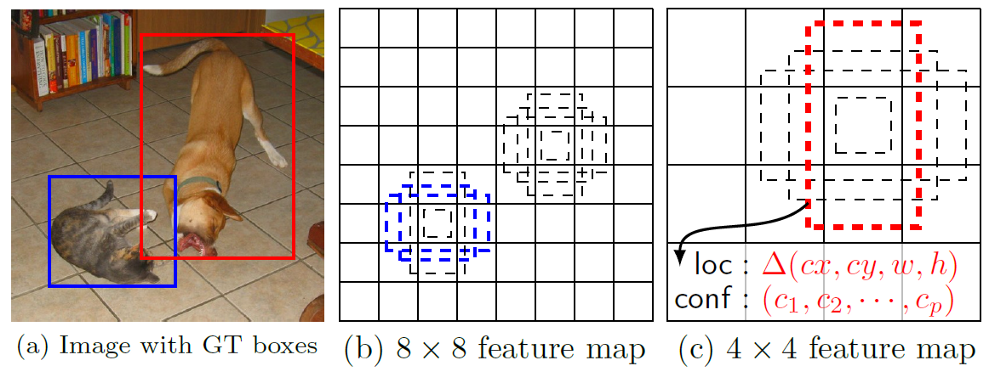 loc : Δ(cx, cy, w, h)
conf : (c₁, c₂, ⋯, cₚ)
(a) Image with GT boxes
(b) 8 × 8 feature map
(c) 4 × 4 feature map